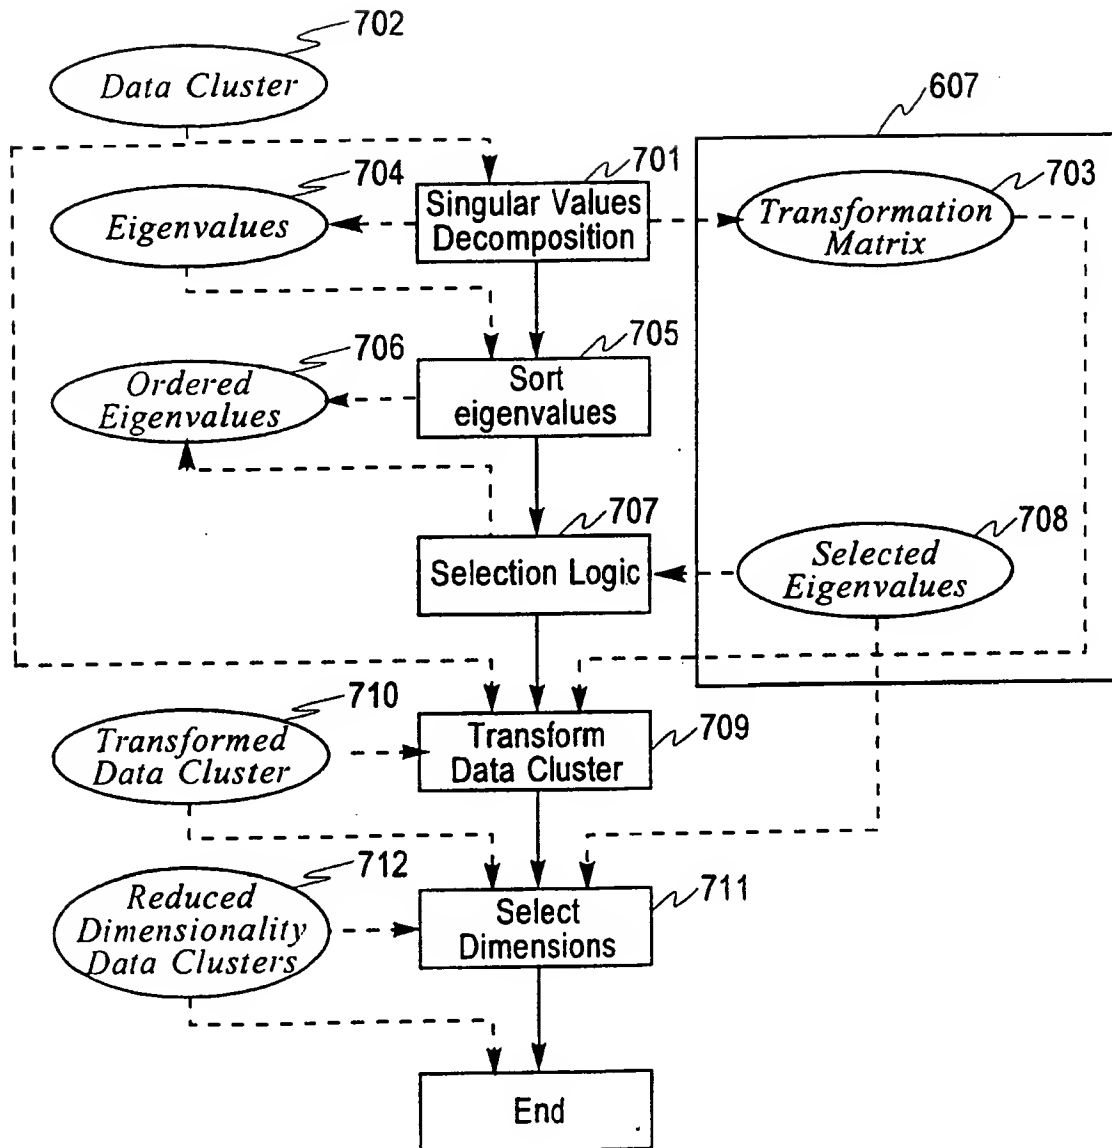 702
Data Cluster
607
704
701
703
Eigenvalues
Singular Values
Decomposition
Transformation
Matrix
706
705
Ordered
Eigenvalues
Sort
eigenvalues
707
708
Selection Logic
Selected
Eigenvalues
710
Transformed
Data Cluster
Transform
Data Cluster
709
712
Reduced
Dimensionality
Data Clusters
Select
Dimensions
711
End